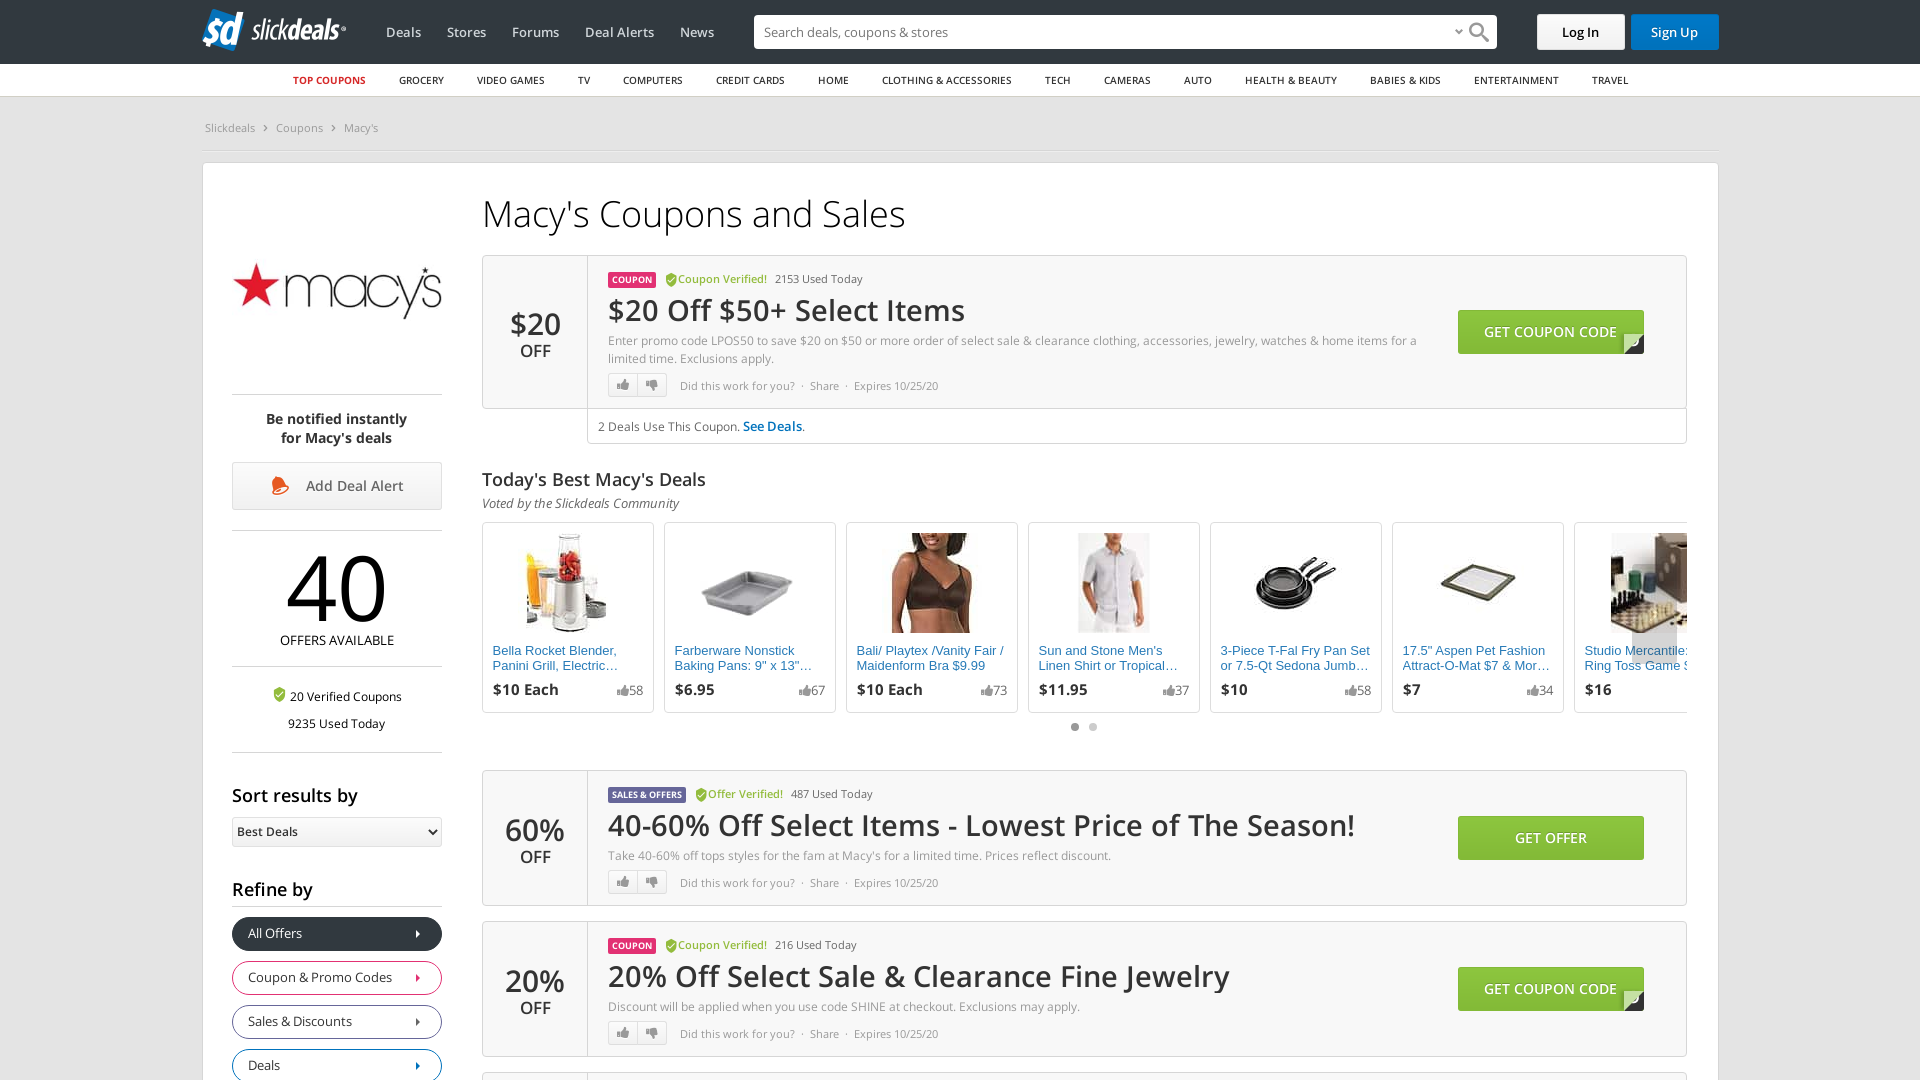 slickdeals
Deals
Stores
Forums
Deal Alerts
News
Search deals, coupons & stores
Log In
Sign Up
TOP COUPONS
GROCERY
VIDEO GAMES
TV
COMPUTERS
CREDIT CARDS
HOME
CLOTHING & ACCESSORIES
TECH
CAMERAS
AUTO
HEALTH & BEAUTY
BABIES & KIDS
ENTERTAINMENT
TRAVEL
Slickdeals > Coupons > Macy's
macy's
Be notified instantly
for Macy's deals
Add Deal Alert
40
OFFERS AVAILABLE
20 Verified Coupons
9235 Used Today
Sort results by
Best Deals
Refine by
All Offers
Coupon & Promo Codes
Sales & Discounts
Deals
Macy's Coupons and Sales
$20
OFF
COUPON Coupon Verified! 2153 Used Today
$20 Off $50+ Select Items
Enter promo code LPOS50 to save $20 on $50 or more order of select sale & clearance clothing, accessories, jewelry, watches & home items for a
limited time. Exclusions apply.
Did this work for you? · Share · Expires 10/25/20
GET COUPON CODE
2 Deals Use This Coupon. See Deals.
Today's Best Macy's Deals
Voted by the Slickdeals Community
Bella Rocket Blender,
Panini Grill, Electric…
$10 Each 58
Farberware Nonstick
Baking Pans: 9" x 13"…
$6.95 67
Bali/ Playtex /Vanity Fair /
Maidenform Bra $9.99
$10 Each 73
Sun and Stone Men's
Linen Shirt or Tropical…
$11.95 37
3-Piece T-Fal Fry Pan Set
or 7.5-Qt Sedona Jumb…
$10 58
17.5" Aspen Pet Fashion
Attract-O-Mat $7 & Mor…
$7 34
Studio Mercantile:
Ring Toss Game
$16
60%
OFF
SALES & OFFERS Offer Verified! 487 Used Today
40-60% Off Select Items - Lowest Price of The Season!
Take 40-60% off tops styles for the fam at Macy's for a limited time. Prices reflect discount.
Did this work for you? · Share · Expires 10/25/20
GET OFFER
20%
OFF
COUPON Coupon Verified! 216 Used Today
20% Off Select Sale & Clearance Fine Jewelry
Discount will be applied when you use code SHINE at checkout. Exclusions may apply.
Did this work for you? · Share · Expires 10/25/20
GET COUPON CODE